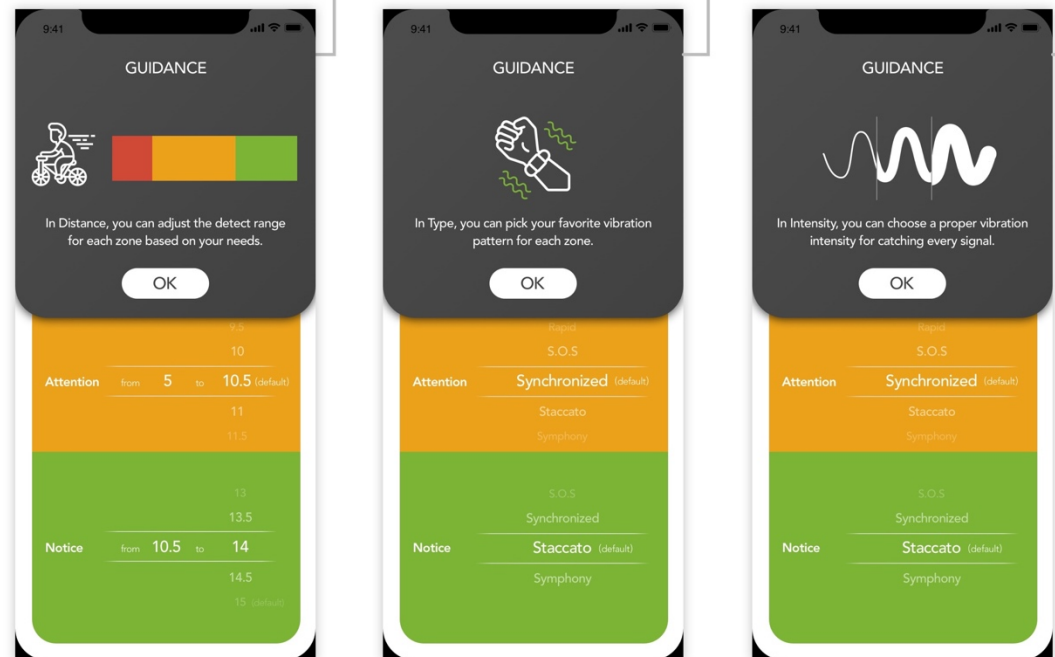 9:41
GUIDANCE
In Distance, you can adjust the detect range
for each zone based on your needs.
OK
9.5
10
Attention from 5 to 10.5 (default)
11
11.5
13
13.5
Notice from 10.5 to 14
14.5
15 (default)
9:41
GUIDANCE
In Type, you can pick your favorite vibration
pattern for each zone.
OK
Rapid
S.O.S
Attention Synchronized (default)
Staccato
Symphony
S.O.S
Synchronized
Notice Staccato (default)
Symphony
9:41
GUIDANCE
In Intensity, you can choose a proper vibration
intensity for catching every signal.
OK
Rapid
S.O.S
Attention Synchronized (default)
Staccato
Symphony
S.O.S
Synchronized
Notice Staccato (default)
Symphony